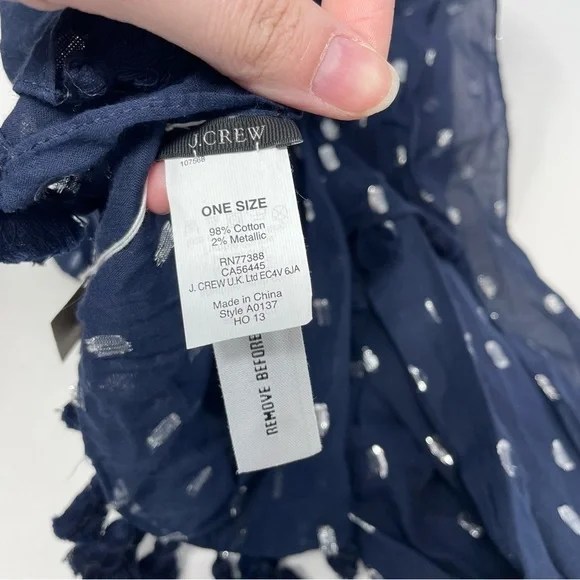 J.CREW
107568
ONE SIZE
98% Cotton
2% Metallic
RN77388
CA56445
J. CREW U.K. Ltd EC4V 6JA
Made in China
Style A0137
HO 13
REMOVE BEFORE